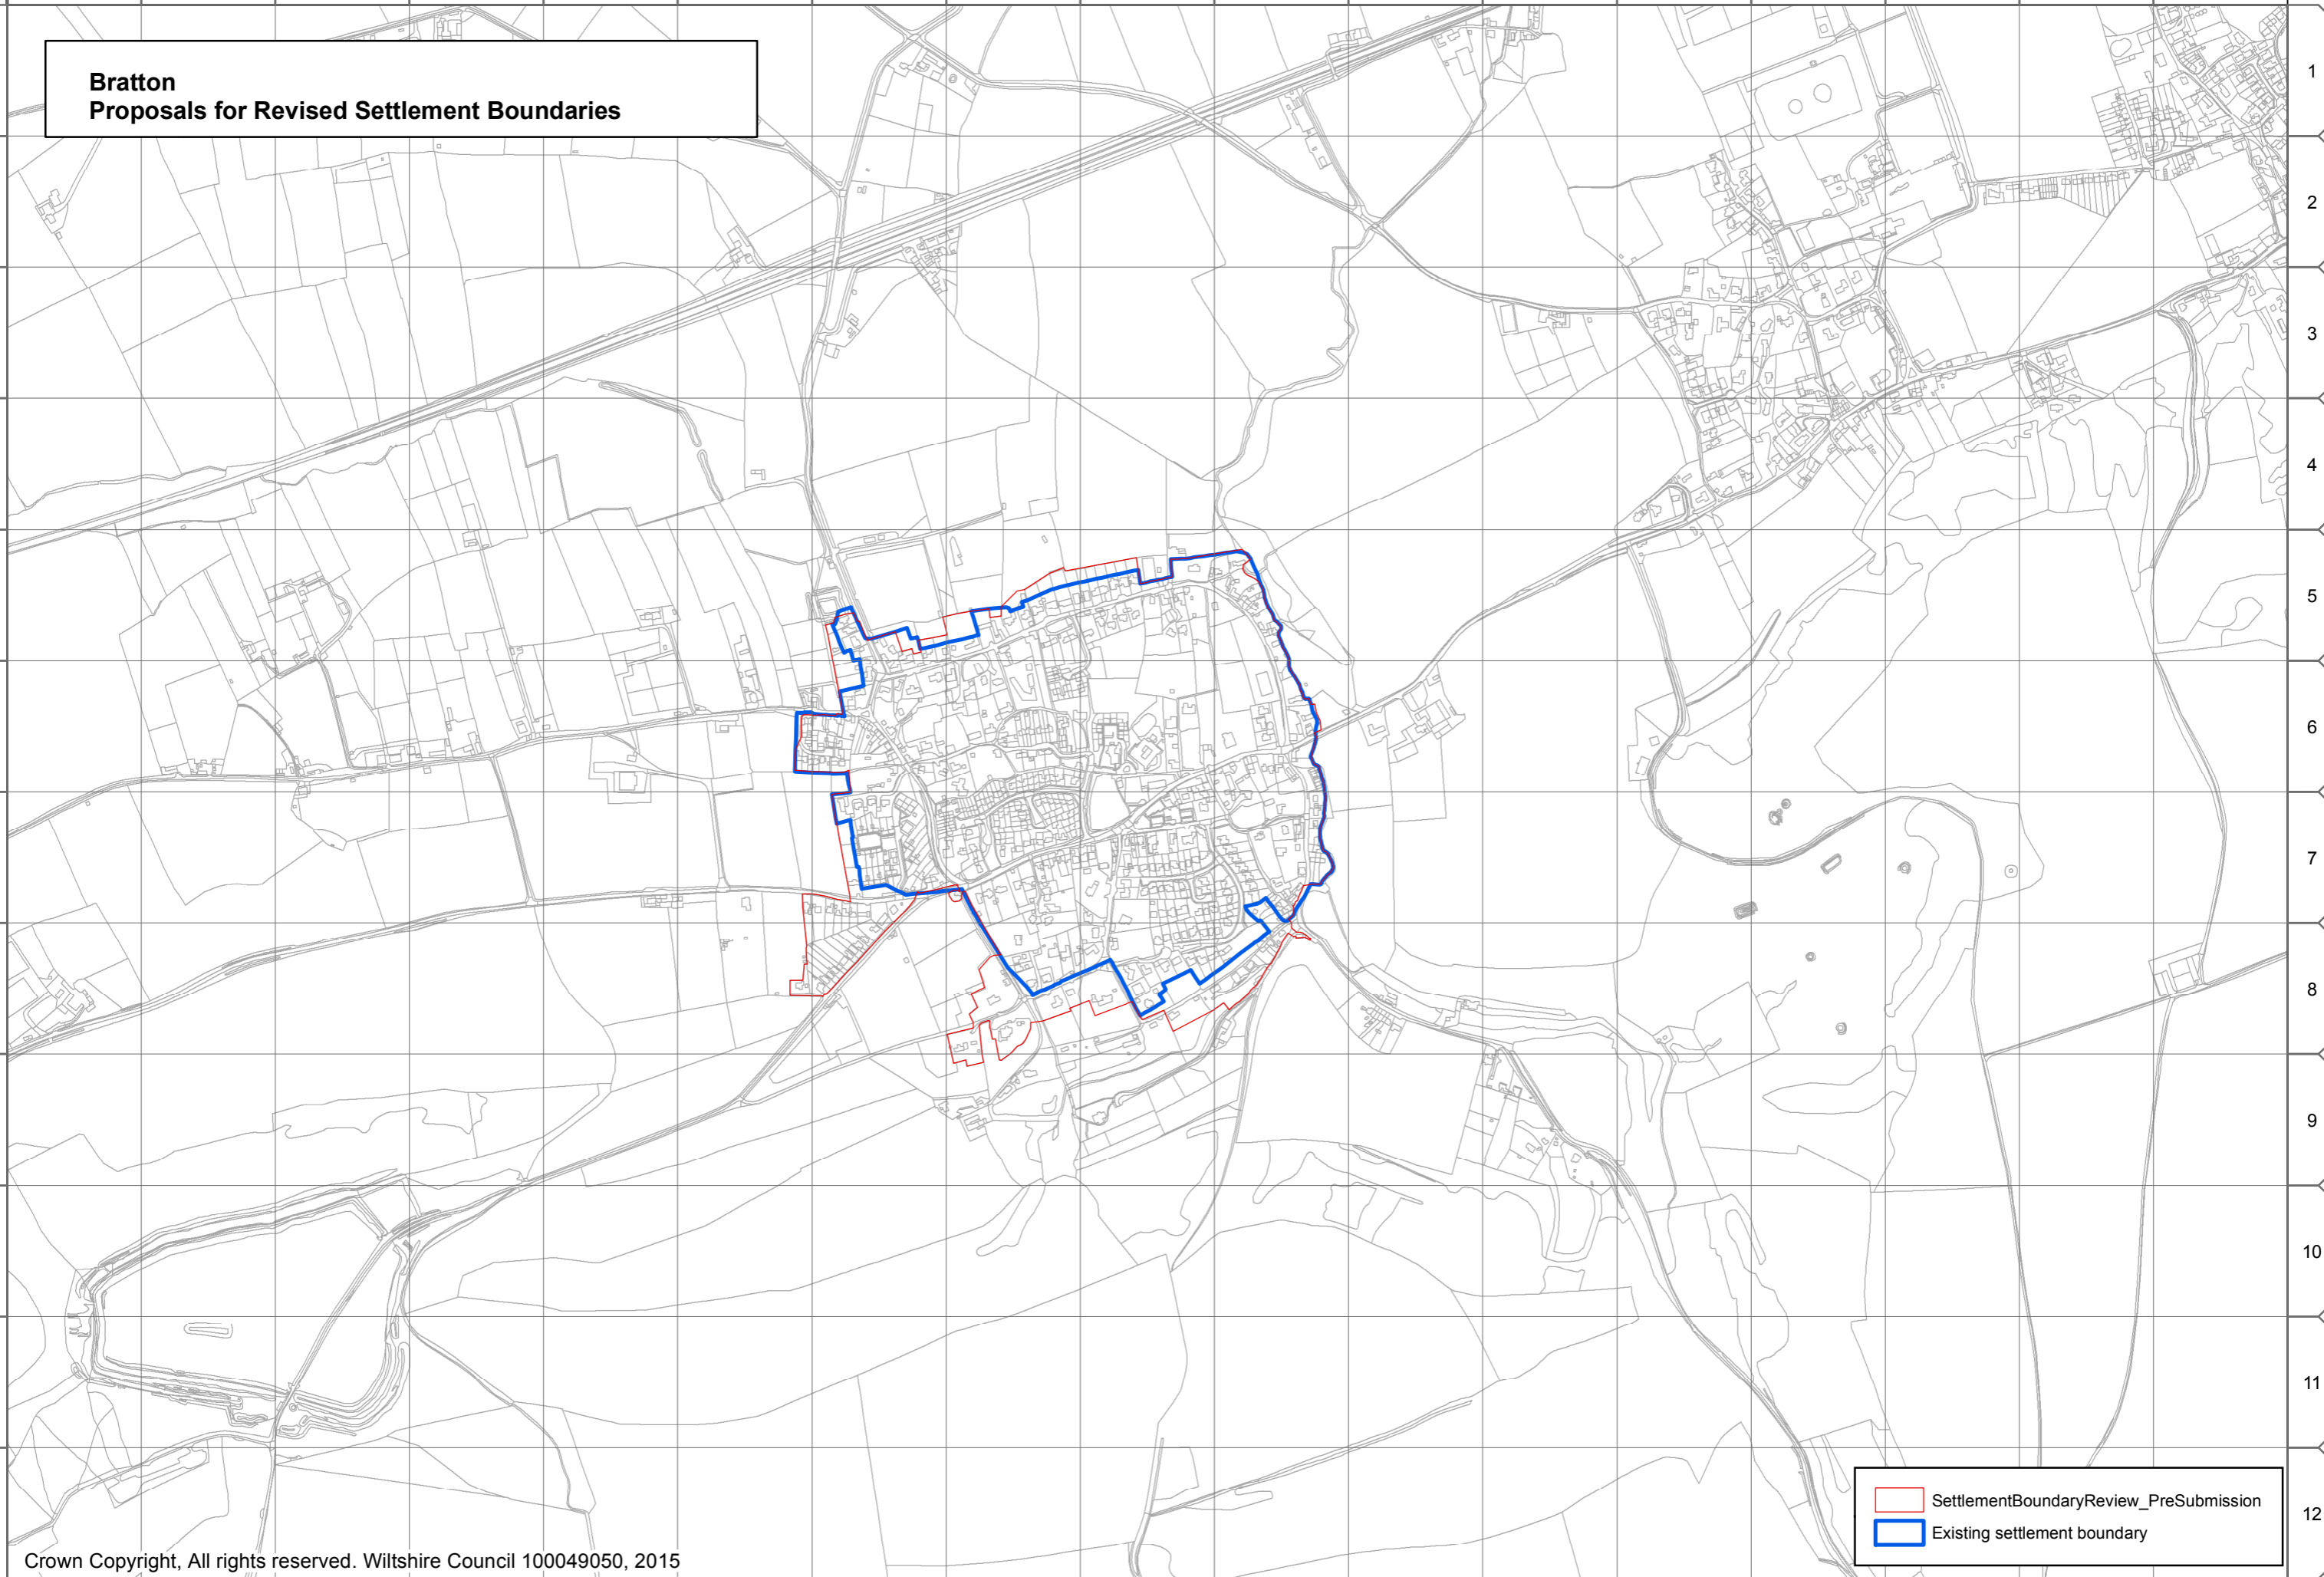 Bratton
Proposals for Revised Settlement Boundaries
1
2
3
4
5
6
7
8
9
10
11
12
SettlementBoundaryReview_PreSubmission
Existing settlement boundary
Crown Copyright, All rights reserved. Wiltshire Council 100049050, 2015